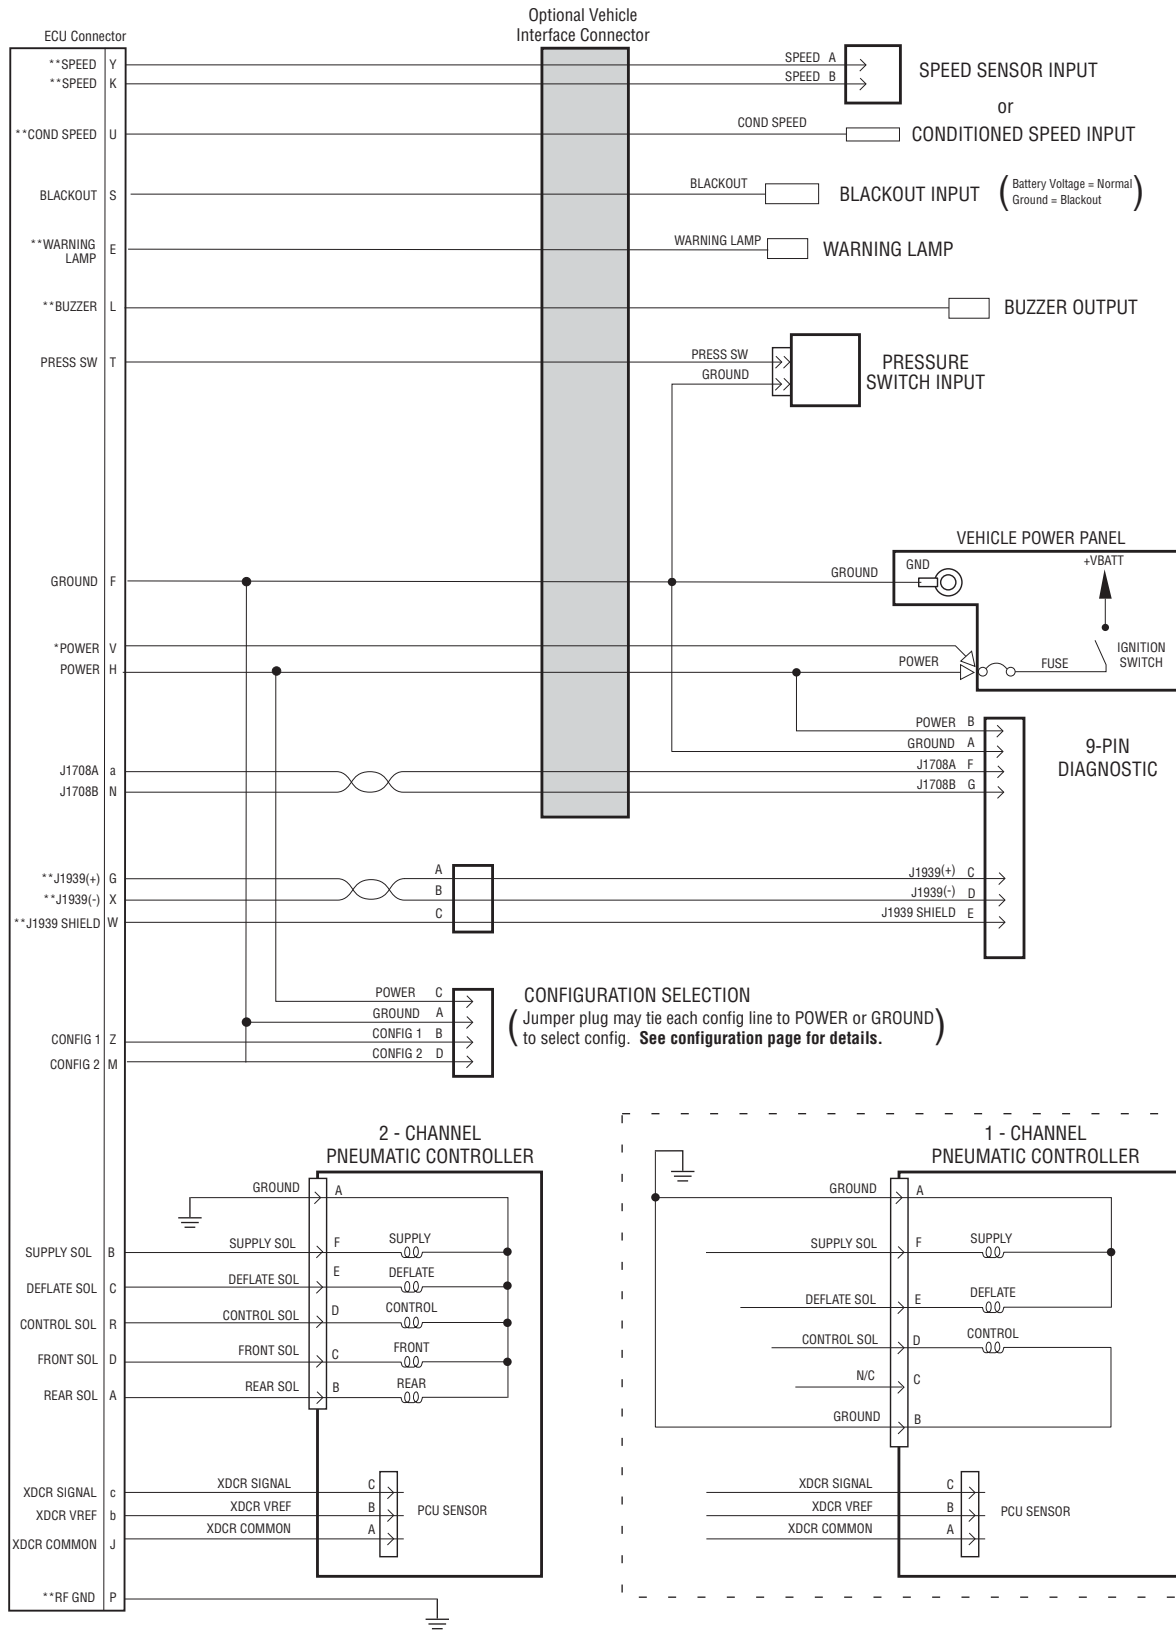 Optional Vehicle
Interface Connector
ECU Connector
**SPEED Y
SPEED A
**SPEED K
SPEED B
SPEED SENSOR INPUT
or
**COND SPEED U
COND SPEED
CONDITIONED SPEED INPUT
BLACKOUT S
BLACKOUT
BLACKOUT INPUT
(Battery Voltage = Normal
Ground = Blackout)
**WARNING
LAMP
E
WARNING LAMP
WARNING LAMP
**BUZZER L
BUZZER OUTPUT
PRESS SW T
PRESS SW
GROUND
PRESSURE
SWITCH INPUT
VEHICLE POWER PANEL
GROUND F
GROUND
GND
+VBATT
*POWER V
POWER H
POWER
FUSE
IGNITION
SWITCH
POWER B
GROUND A
J1708A a
J1708A F
J1708B N
J1708B G
9-PIN
DIAGNOSTIC
**J1939(+) G
A
J1939(+) C
**J1939(-) X
B
J1939(-) D
**J1939 SHIELD W
C
J1939 SHIELD E
POWER C
GROUND A
CONFIG 1 Z
CONFIG 1 B
CONFIG 2 M
CONFIG 2 D
CONFIGURATION SELECTION
(Jumper plug may tie each config line to POWER or GROUND
to select config. See configuration page for details.)
2 - CHANNEL
PNEUMATIC CONTROLLER
GROUND A
SUPPLY SOL B
SUPPLY SOL F SUPPLY
DEFLATE SOL C
DEFLATE SOL E DEFLATE
CONTROL SOL R
CONTROL SOL D CONTROL
FRONT SOL D
FRONT SOL C FRONT
REAR SOL A
REAR SOL B REAR
XDCR SIGNAL c
XDCR SIGNAL C
XDCR VREF b
XDCR VREF B
XDCR COMMON J
XDCR COMMON A
PCU SENSOR
**RF GND P
1 - CHANNEL
PNEUMATIC CONTROLLER
GROUND A
SUPPLY SOL F SUPPLY
DEFLATE SOL E DEFLATE
CONTROL SOL D CONTROL
N/C C
GROUND B
XDCR SIGNAL C
XDCR VREF B
XDCR COMMON A
PCU SENSOR